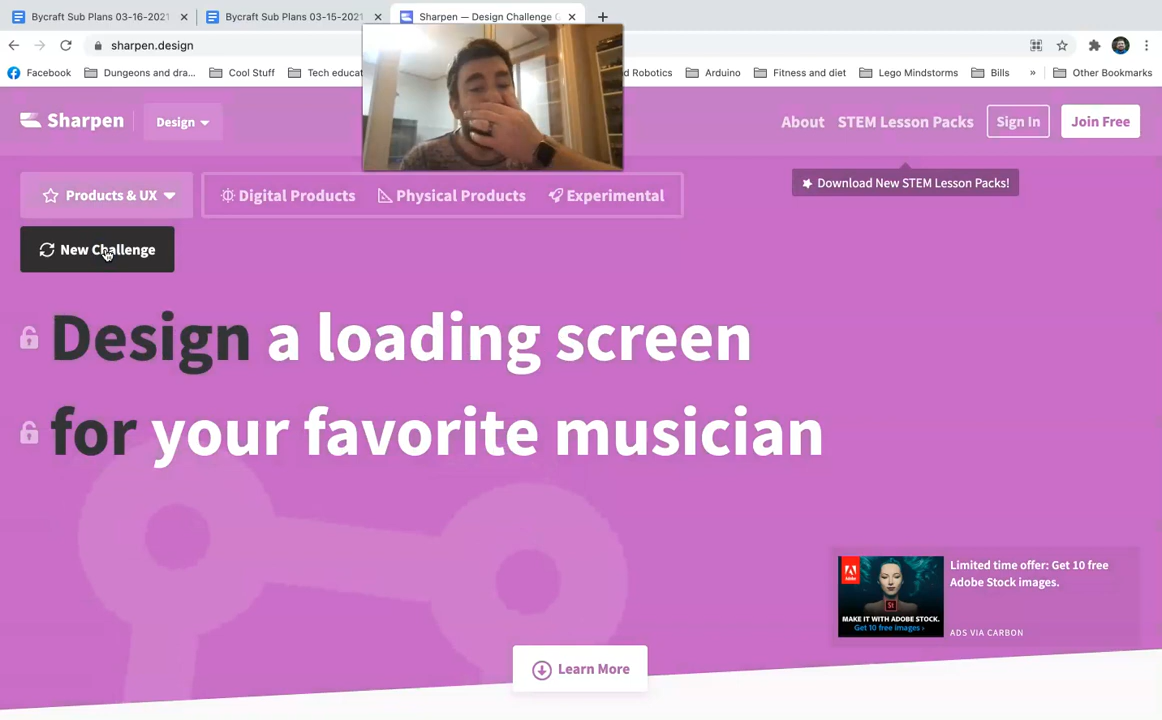 Bycraft Sub Plans 03-16-2021
Bycraft Sub Plans 03-15-2021
Sharpen — Design Challenge
sharpen.design
Facebook
Dungeons and dra...
Cool Stuff
Tech educat
d Robotics
Arduino
Fitness and diet
Lego Mindstorms
Bills
»
Other Bookmarks
Sharpen
Design
About
STEM Lesson Packs
Sign In
Join Free
Download New STEM Lesson Packs!
Products & UX
Digital Products
Physical Products
Experimental
New Challenge
Design a loading screen
for your favorite musician
Limited time offer: Get 10 free
Adobe Stock images.
Adobe
St
MAKE IT WITH ADOBE STOCK.
Get 10 free images ›
ADS VIA CARBON
Learn More